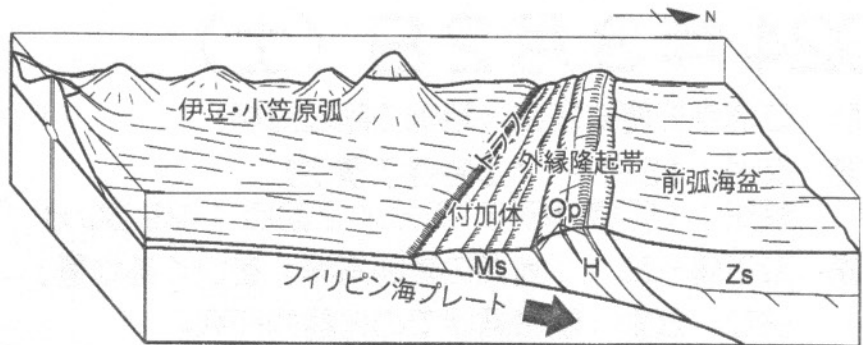 N
伊豆・小笠原弧
トラフ
外縁隆起帯
前弧海盆
付加体
Op
Ms
H
Zs
フィリピン海プレート